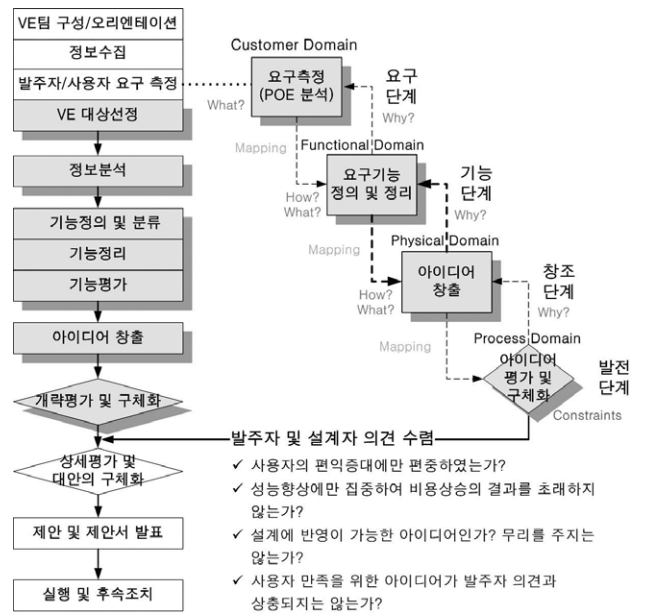 VE팀 구성/오리엔테이션
정보수집
발주자/사용자 요구 측정
VE 대상선정
정보분석
기능정의 및 분류
기능정리
기능평가
아이디어 창출
개략평가 및 구체화
상세평가 및
대안의 구체화
제안 및 제안서 발표
실행 및 후속조치
Customer Domain
요구측정
(POE 분석)
요구
단계
What?
Why?
Mapping
Functional Domain
요구기능
정의 및 정리
기능
단계
How?
What?
Why?
Mapping
Physical Domain
아이디어
창출
창조
단계
How?
What?
Why?
Mapping
Process Domain
아이디어
평가 및
구체화
발전
단계
Constraints
발주자 및 설계자 의견 수렴
✓ 사용자의 편익증대에만 편중하였는가?
✓ 성능향상에만 집중하여 비용상승의 결과를 초래하지
않는가?
✓ 설계에 반영이 가능한 아이디어인가? 무리를 주지는
않는가?
✓ 사용자 만족을 위한 아이디어가 발주자 의견과
상충되지는 않는가?